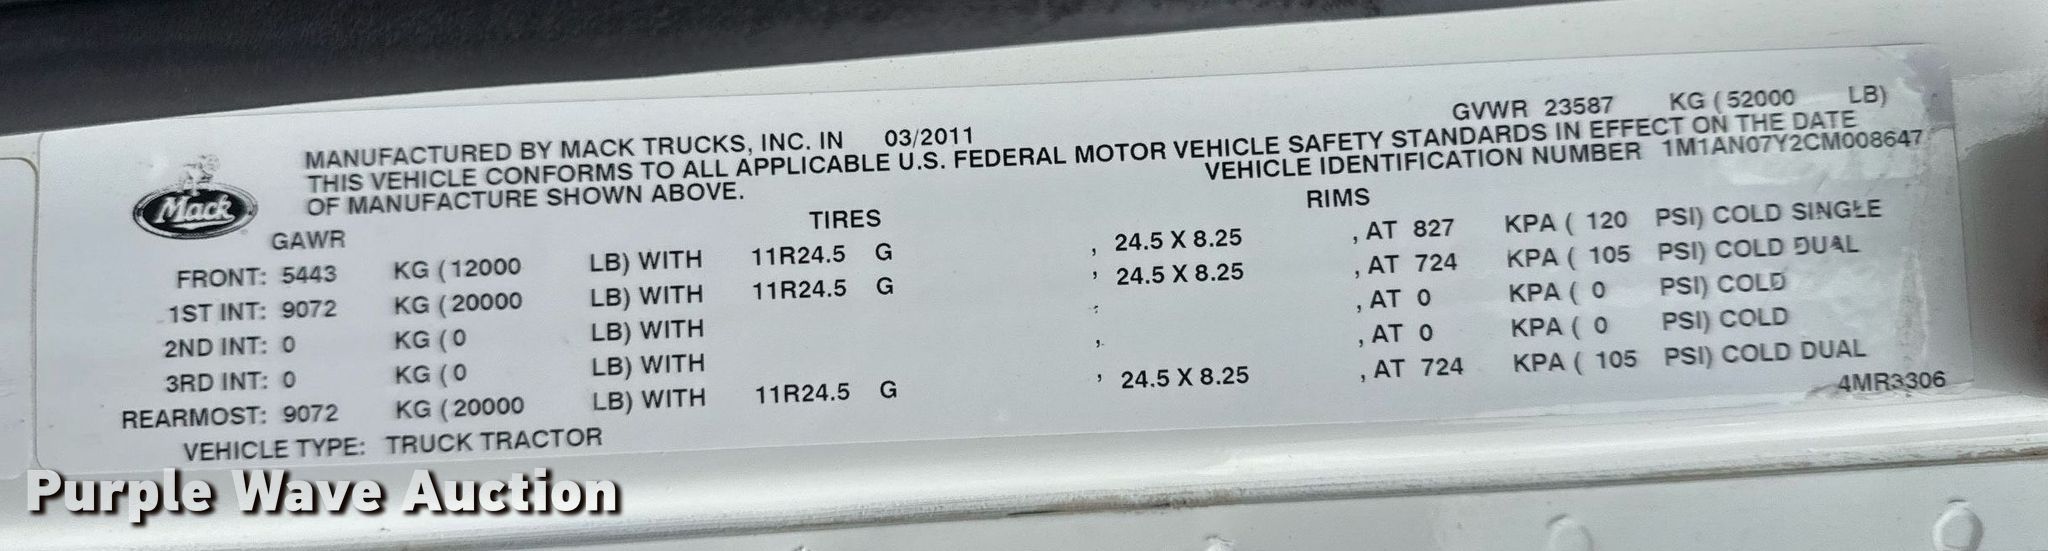 GVWR 23587 KG (52000 LB)
MANUFACTURED BY MACK TRUCKS, INC. IN 03/2011
THIS VEHICLE CONFORMS TO ALL APPLICABLE U.S. FEDERAL MOTOR VEHICLE SAFETY STANDARDS IN EFFECT ON THE DATE
OF MANUFACTURE SHOWN ABOVE.
VEHICLE IDENTIFICATION NUMBER 1M1AN07Y2CM008647
Mack
GAWR TIRES RIMS
FRONT: 5443 KG (12000 LB) WITH 11R24.5 G , 24.5 X 8.25 , AT 827 KPA ( 120 PSI) COLD SINGLE
1ST INT: 9072 KG (20000 LB) WITH 11R24.5 G , 24.5 X 8.25 , AT 724 KPA ( 105 PSI) COLD DUAL
2ND INT: 0 KG (0 LB) WITH , , AT 0 KPA ( 0 PSI) COLD
3RD INT: 0 KG (0 LB) WITH , , AT 0 KPA ( 0 PSI) COLD
REARMOST: 9072 KG (20000 LB) WITH 11R24.5 G , 24.5 X 8.25 , AT 724 KPA ( 105 PSI) COLD DUAL
VEHICLE TYPE: TRUCK TRACTOR
4MR3306
Purple Wave Auction